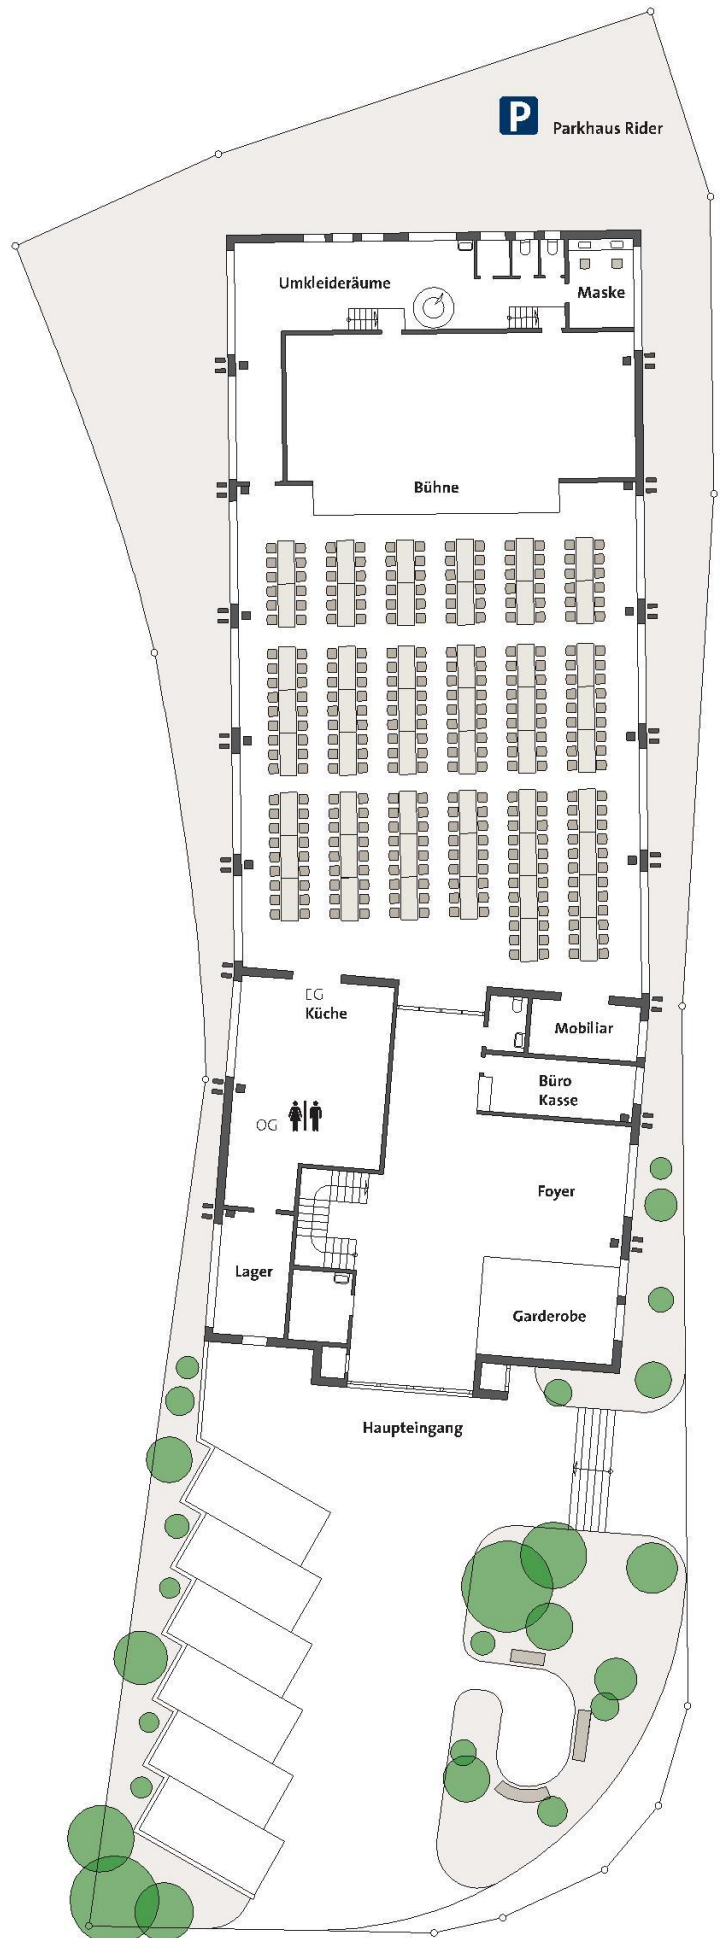 P Parkhaus Rider
Umkleideräume
Maske
Bühne
EG
Küche
Mobiliar
Büro
Kasse
OG
Foyer
Lager
Garderobe
Haupteingang